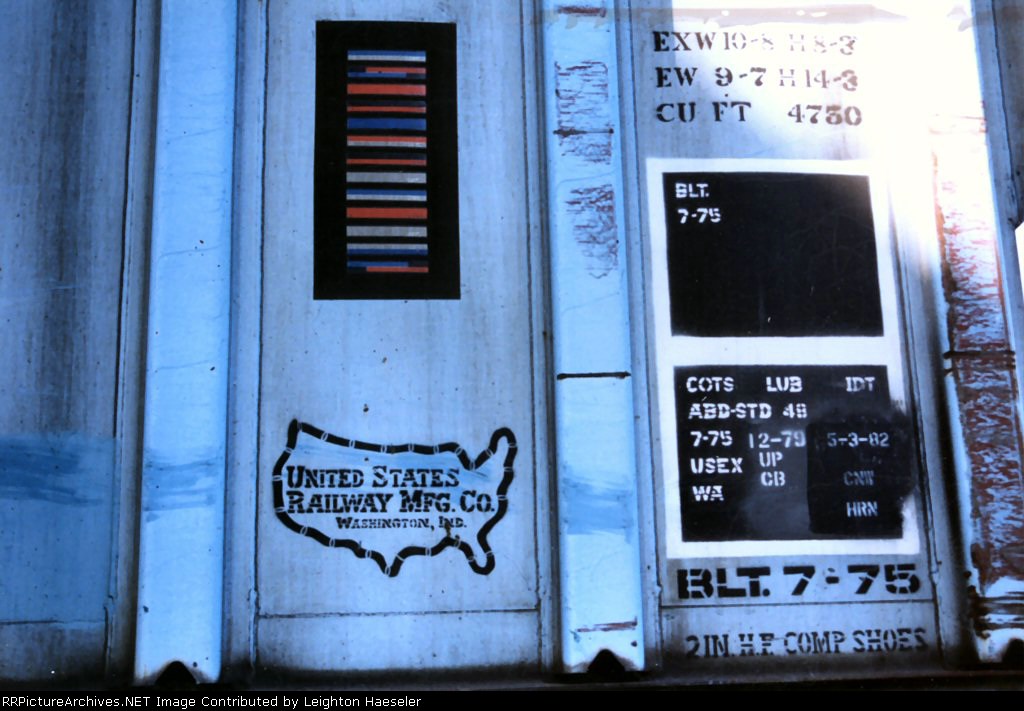 EXW 10-8 H 8-3
EW 9-7 H 14-3
CU FT 4750
BLT.
7-75
COTS LUB IDT
ABD-STD 48
7-75 12-79 5-3-82
USEX UP CNW
WA CB HRN
UNITED STATES
RAILWAY MFG. CO.
WASHINGTON, IND.
BLT. 7-75
2 IN. H.F. COMP SHOES
RRPictureArchives.NET Image Contributed by Leighton Haeseler